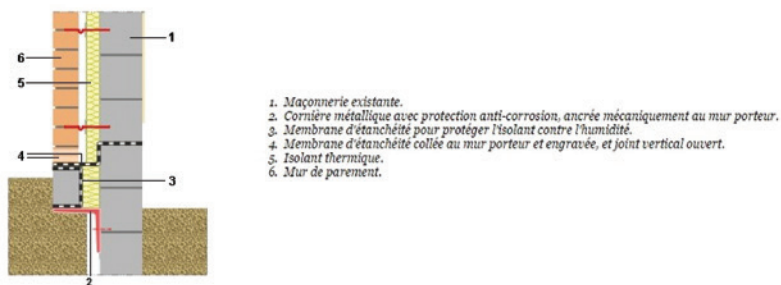 1
6
5
4
3
2
1. Maçonnerie existante.
2. Cornière métallique avec protection anti-corrosion, ancrée mécaniquement au mur porteur.
3. Membrane d'étanchéité pour protéger l'isolant contre l'humidité.
4. Membrane d'étanchéité collée au mur porteur et engravée, et joint vertical ouvert.
5. Isolant thermique.
6. Mur de parement.